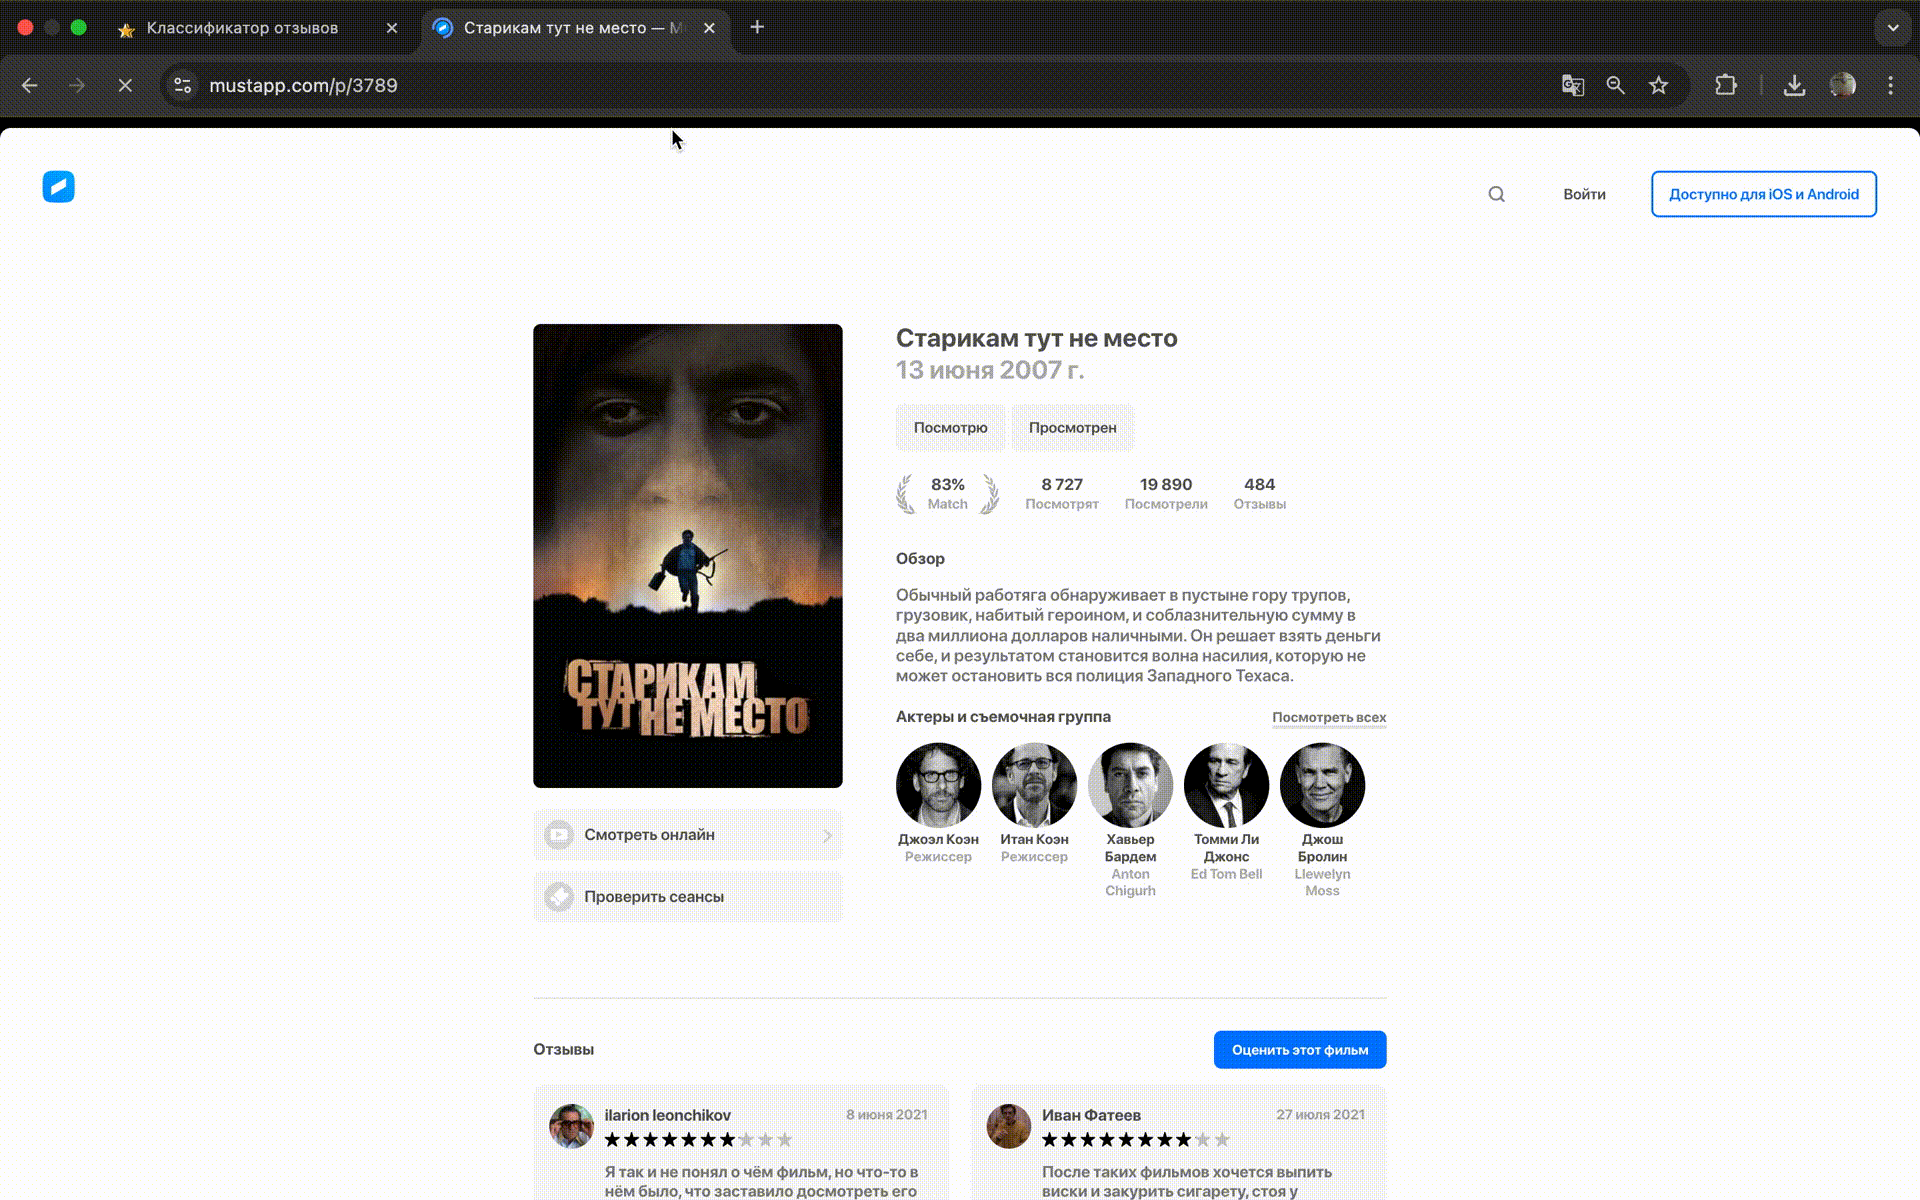 Классификатор отзывов
Старикам тут не место —
mustapp.com/p/3789
Войти
Доступно для iOS и Android
Старикам тут не место
13 июня 2007 г.
Посмотрю
Просмотрен
83%
Match
8 727
Посмотрят
19 890
Посмотрели
484
Отзывы
Обзор
Обычный работяга обнаруживает в пустыне гору трупов,
грузовик, набитый героином, и соблазнительную сумму в
два миллиона долларов наличными. Он решает взять деньги
себе, и результатом становится волна насилия, которую не
может остановить вся полиция Западного Техаса.
Актеры и съемочная группа
Посмотреть всех
Джоэл Коэн
Режиссер
Итан Коэн
Режиссер
Хавьер
Бардем
Anton
Chigurh
Томми Ли
Джонс
Ed Tom Bell
Джош
Бролин
Llewelyn
Moss
СТАРИКАМ
ТУТ НЕ МЕСТО
Смотреть онлайн
Проверить сеансы
Отзывы
Оценить этот фильм
ilarion leonchikov
8 июня 2021
Я так и не понял о чём фильм, но что-то в
нём было, что заставило досмотреть его
Иван Фатеев
27 июля 2021
После таких фильмов хочется выпить
виски и закурить сигарету, стоя у